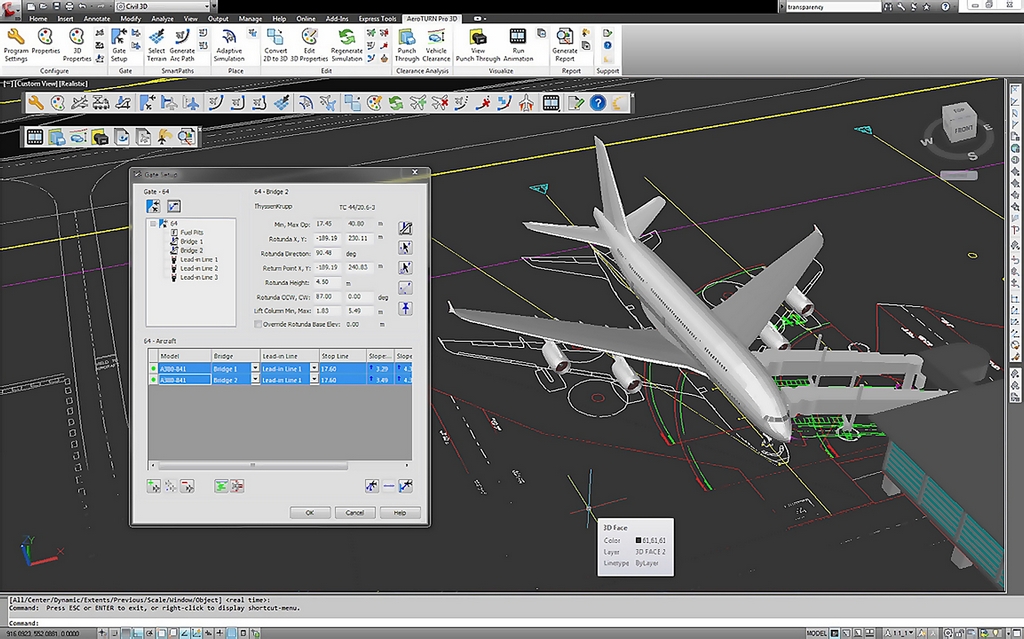 Civil 3D
transparency
Home Insert Annotate Modify Analyze View Output Manage Help Online Add-Ins Express Tools AeroTURN Pro 3D
Program Settings
Properties
3D Properties
Gate Setup
Select Terrain
Generate Arc Path
Adaptive Simulation
Convert 2D to 3D
Edit 3D Properties
Regenerate Simulation
Punch Through
Vehicle Clearance
View Punch Through
Run Animation
Generate Report
Configure Gate SmartPaths Place Edit Clearance Analysis Visualize Report Support
[-][Custom View][Realistic]
TOP
FRONT
W
S
E
Gate Setup
Gate - 64
64 - Bridge 2
ThyssenKrupp TC 44/20.6-3
64
Fuel Pits
Bridge 1
Bridge 2
Lead-in Line 1
Lead-in Line 2
Lead-in Line 3
Min, Max Op: 17.45 40.80 m
Rotunda X, Y: -189.19 230.11 m
Rotunda Direction: 90.48 deg
Return Point X, Y: -189.19 240.83 m
Rotunda Height: 4.50 m
Rotunda CCW, CW: 87.00 0.00 deg
Lift Column Min, Max: 1.83 5.49 m
Override Rotunda Base Elev: 0.00 m
64 - Aircraft
Model Bridge Lead-in Line Stop Line Slope... Slope
A380-841 Bridge 1 Lead-in Line 1 17.60 3.29 4.3
A380-841 Bridge 2 Lead-in Line 1 17.60 3.49 4.3
OK Cancel Help
3D Face
Color 61,61,61
Layer 3D FACE 2
Linetype ByLayer
Z
X
[All/Center/Dynamic/Extents/Previous/Scale/Window/Object] <real time>:
Command: Press ESC or ENTER to exit, or right-click to display shortcut-menu.
Command:
916.0923, 552.0881, 0.0000
MODEL
1:1